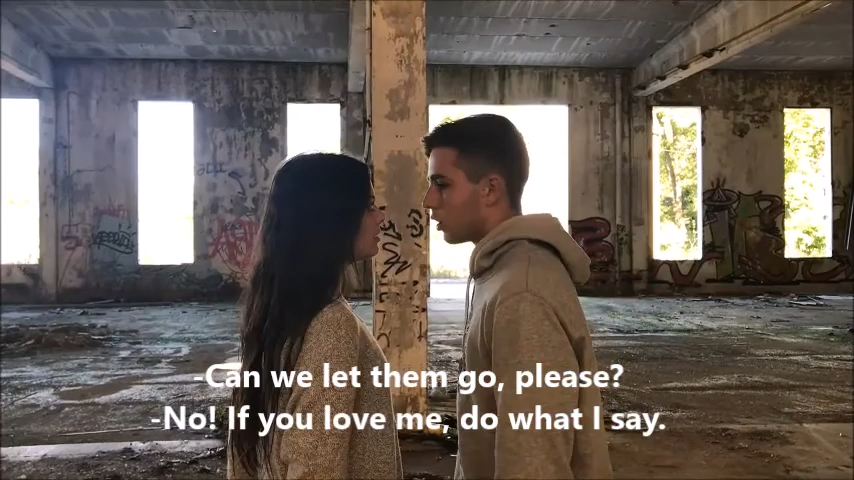 -Can we let them go, please?
-No! If you love me, do what I say.